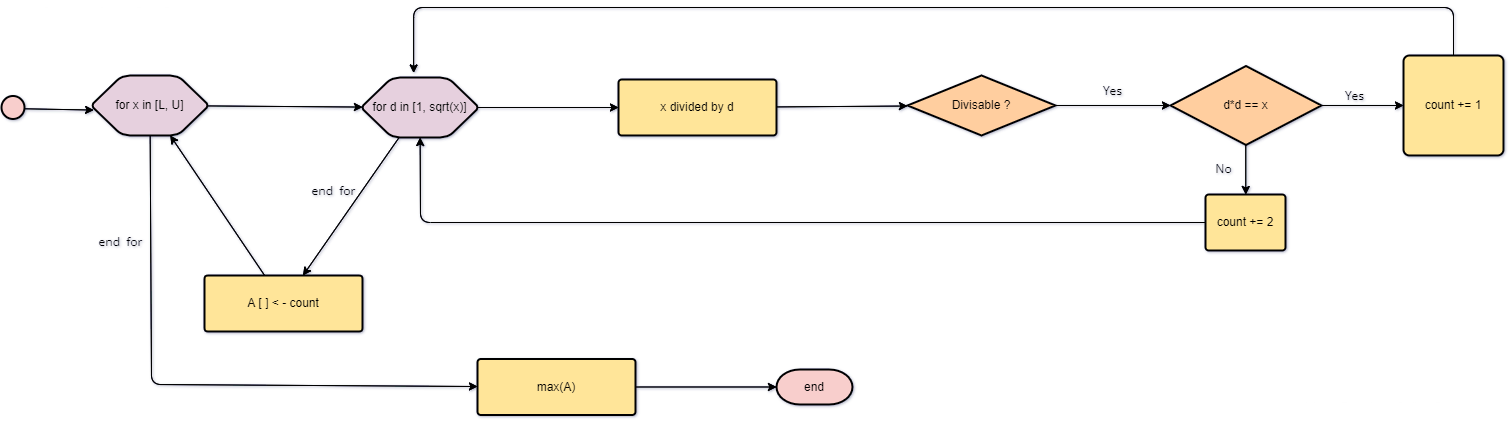 for x in [L, U]
for d in [1, sqrt(x)]
x divided by d
Divisable ?
Yes
d*d == x
Yes
count += 1
No
end for
count += 2
end for
A [ ] < - count
max(A)
end